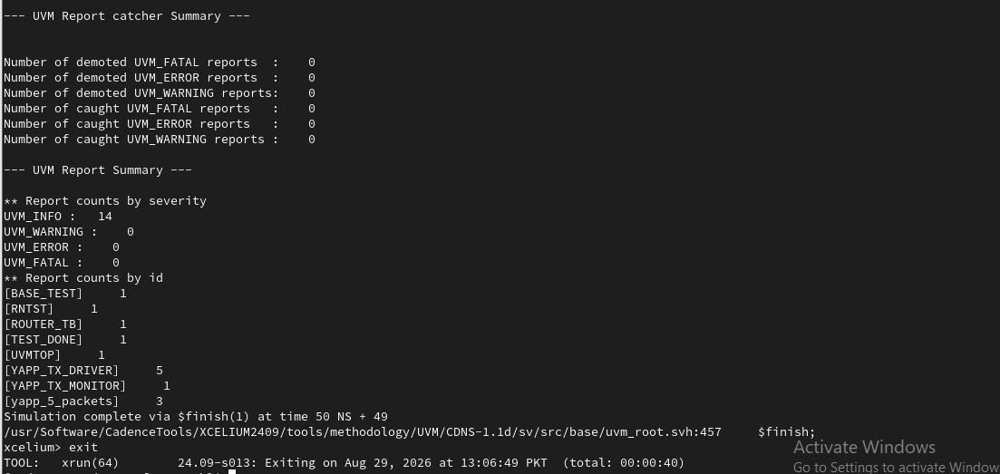 --- UVM Report catcher Summary ---
Number of demoted UVM_FATAL reports  :    0
Number of demoted UVM_ERROR reports  :    0
Number of demoted UVM_WARNING reports:    0
Number of caught UVM_FATAL reports   :    0
Number of caught UVM_ERROR reports   :    0
Number of caught UVM_WARNING reports :    0
--- UVM Report Summary ---
** Report counts by severity
UVM_INFO :   14
UVM_WARNING :    0
UVM_ERROR :    0
UVM_FATAL :    0
** Report counts by id
[BASE_TEST]     1
[RNTST]     1
[ROUTER_TB]     1
[TEST_DONE]     1
[UVMTOP]     1
[YAPP_TX_DRIVER]     5
[YAPP_TX_MONITOR]     1
[yapp_5_packets]     3
Simulation complete via $finish(1) at time 50 NS + 49
/usr/Software/CadenceTools/XCELIUM2409/tools/methodology/UVM/CDNS-1.1d/sv/src/base/uvm_root.svh:457     $finish;
xcelium> exit
TOOL:   xrun(64)        24.09-s013: Exiting on Aug 29, 2026 at 13:06:49 PKT  (total: 00:00:40)
Activate Windows
Go to Settings to activate Window